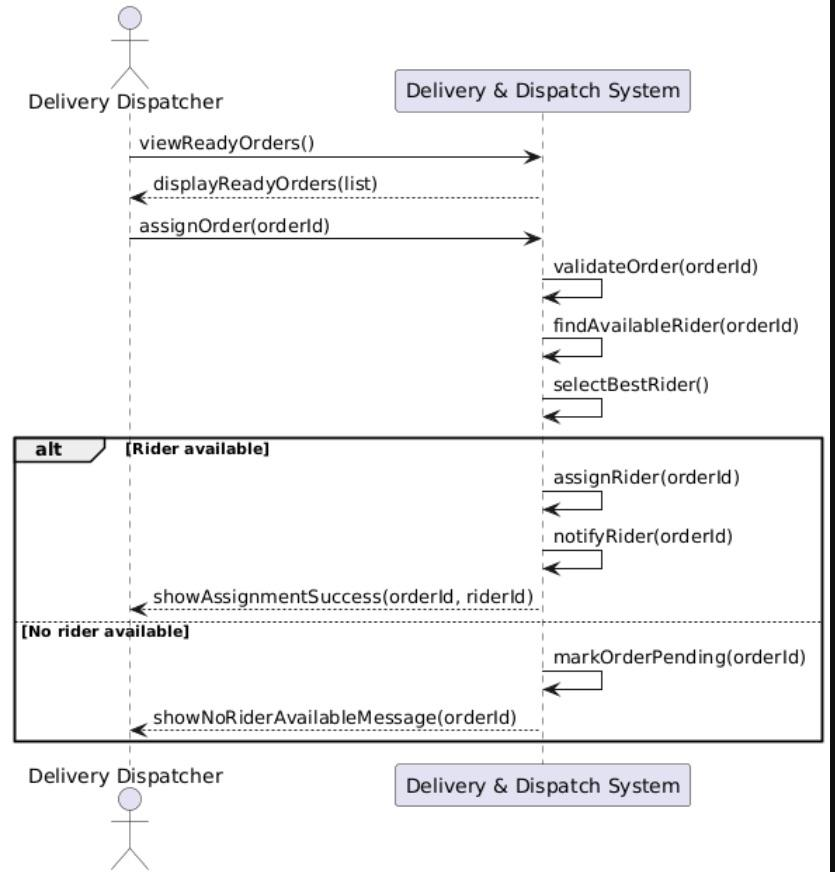 Delivery Dispatcher
Delivery & Dispatch System
viewReadyOrders()
displayReadyOrders(list)
assignOrder(orderId)
validateOrder(orderId)
findAvailableRider(orderId)
selectBestRider()
alt [Rider available]
assignRider(orderId)
notifyRider(orderId)
showAssignmentSuccess(orderId, riderId)
[No rider available]
markOrderPending(orderId)
showNoRiderAvailableMessage(orderId)
Delivery Dispatcher
Delivery & Dispatch System